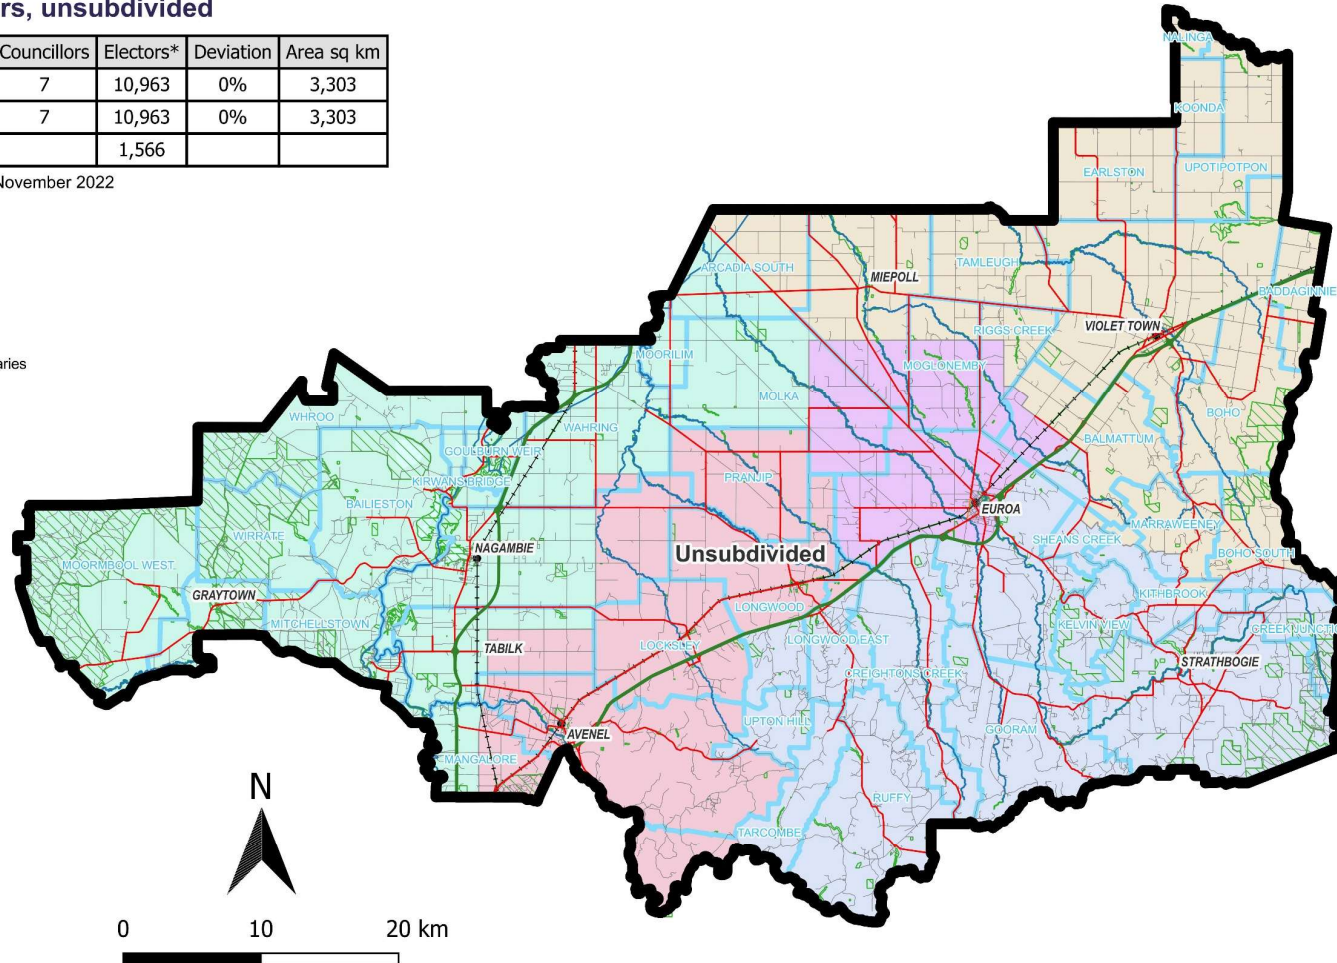 rs, unsubdivided
Councillors Electors* Deviation Area sq km
7 10,963 0% 3,303
7 10,963 0% 3,303
1,566
November 2022
aries
NALINGA
KOONDA
EARLSTON
UPOTIPOTPON
ARCADIA SOUTH
MIEPOLL
TAMLEUGH
BADDAGINNIE
RIGGS CREEK
VIOLET TOWN
MOORILIM
MOGLONEMBY
MOLKA
BOHO
WHROO
WAHRING
BALMATTUM
GOULBURN WEIR
KIRWANS BRIDGE
PRANJIP
BAILIESTON
EUROA
MARRAWEENEY
WIRRATE
SHEANS CREEK
NAGAMBIE
Unsubdivided
BOHO SOUTH
MOORMBOOL WEST
GRAYTOWN
KITHBROOK
LONGWOOD
MITCHELLSTOWN
KELVIN VIEW
CREEK JUNCTIO
LONGWOOD EAST
TABILK
LOCKSLEY
STRATHBOGIE
CREIGHTONS CREEK
UPTON HILL
GOORAM
AVENEL
MANGALORE
N
RUFFY
TARCOMBE
0 10 20 km